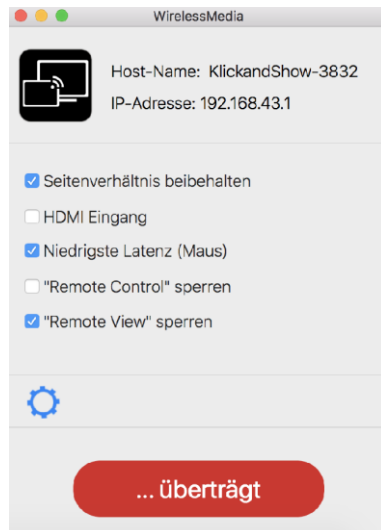 WirelessMedia
Host-Name: KlickandShow-3832
IP-Adresse: 192.168.43.1
Seitenverhältnis beibehalten
HDMI Eingang
Niedrigste Latenz (Maus)
"Remote Control" sperren
"Remote View" sperren
... überträgt